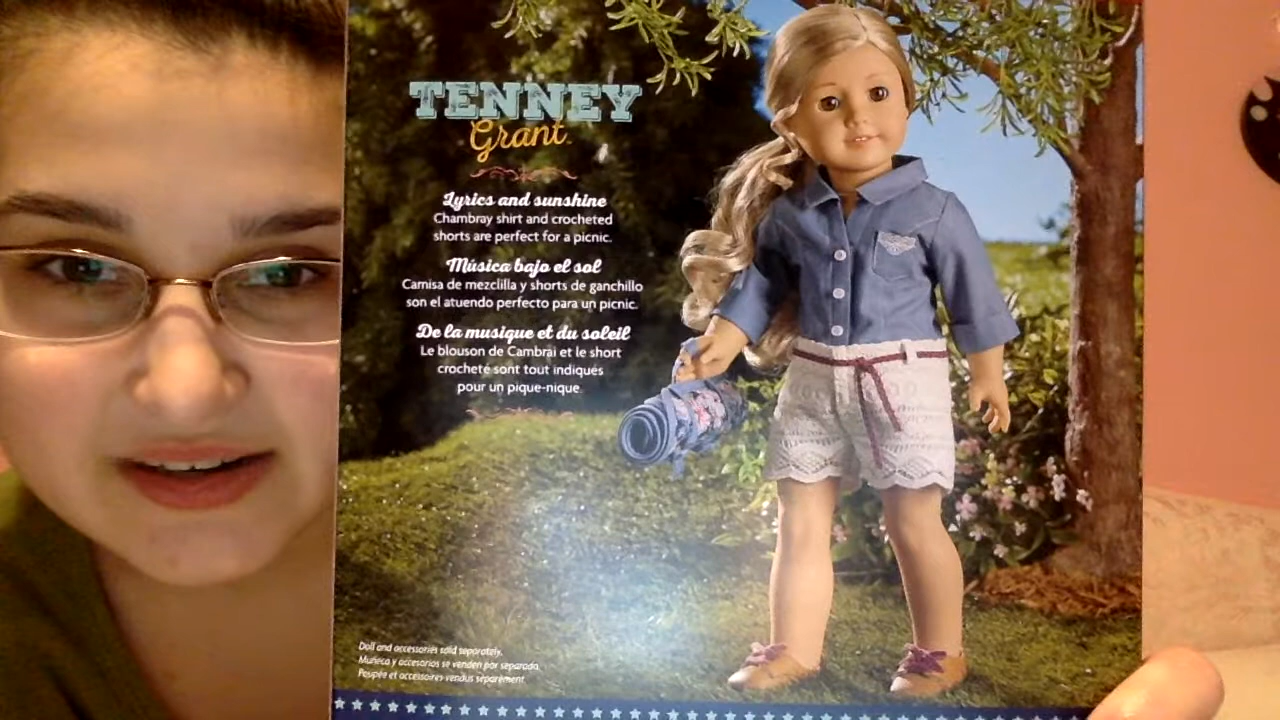 TENNEY
Grant™
Lyrics and sunshine
Chambray shirt and crocheted
shorts are perfect for a picnic.
Música bajo el sol
Camisa de mezclilla y shorts de ganchillo
son el atuendo perfecto para un picnic.
De la musique et du soleil
Le blouson de Cambrai et le short
crocheté sont tout indiqués
pour un pique-nique.
Doll and accessories sold separately.
Muñeca y accesorios se venden por separado.
Poupée et accessoires vendus séparément.